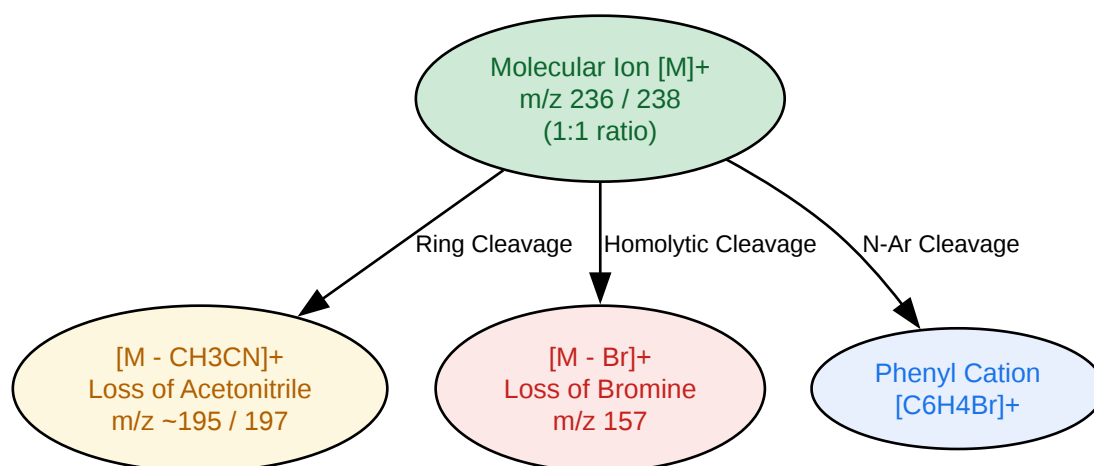 Molecular Ion [M]+
m/z 236 / 238
(1:1 ratio)
Ring Cleavage
Homolytic Cleavage
N-Ar Cleavage
[M - CH3CN]+
Loss of Acetonitrile
m/z ~195 / 197
[M - Br]+
Loss of Bromine
m/z 157
Phenyl Cation
[C6H4Br]+